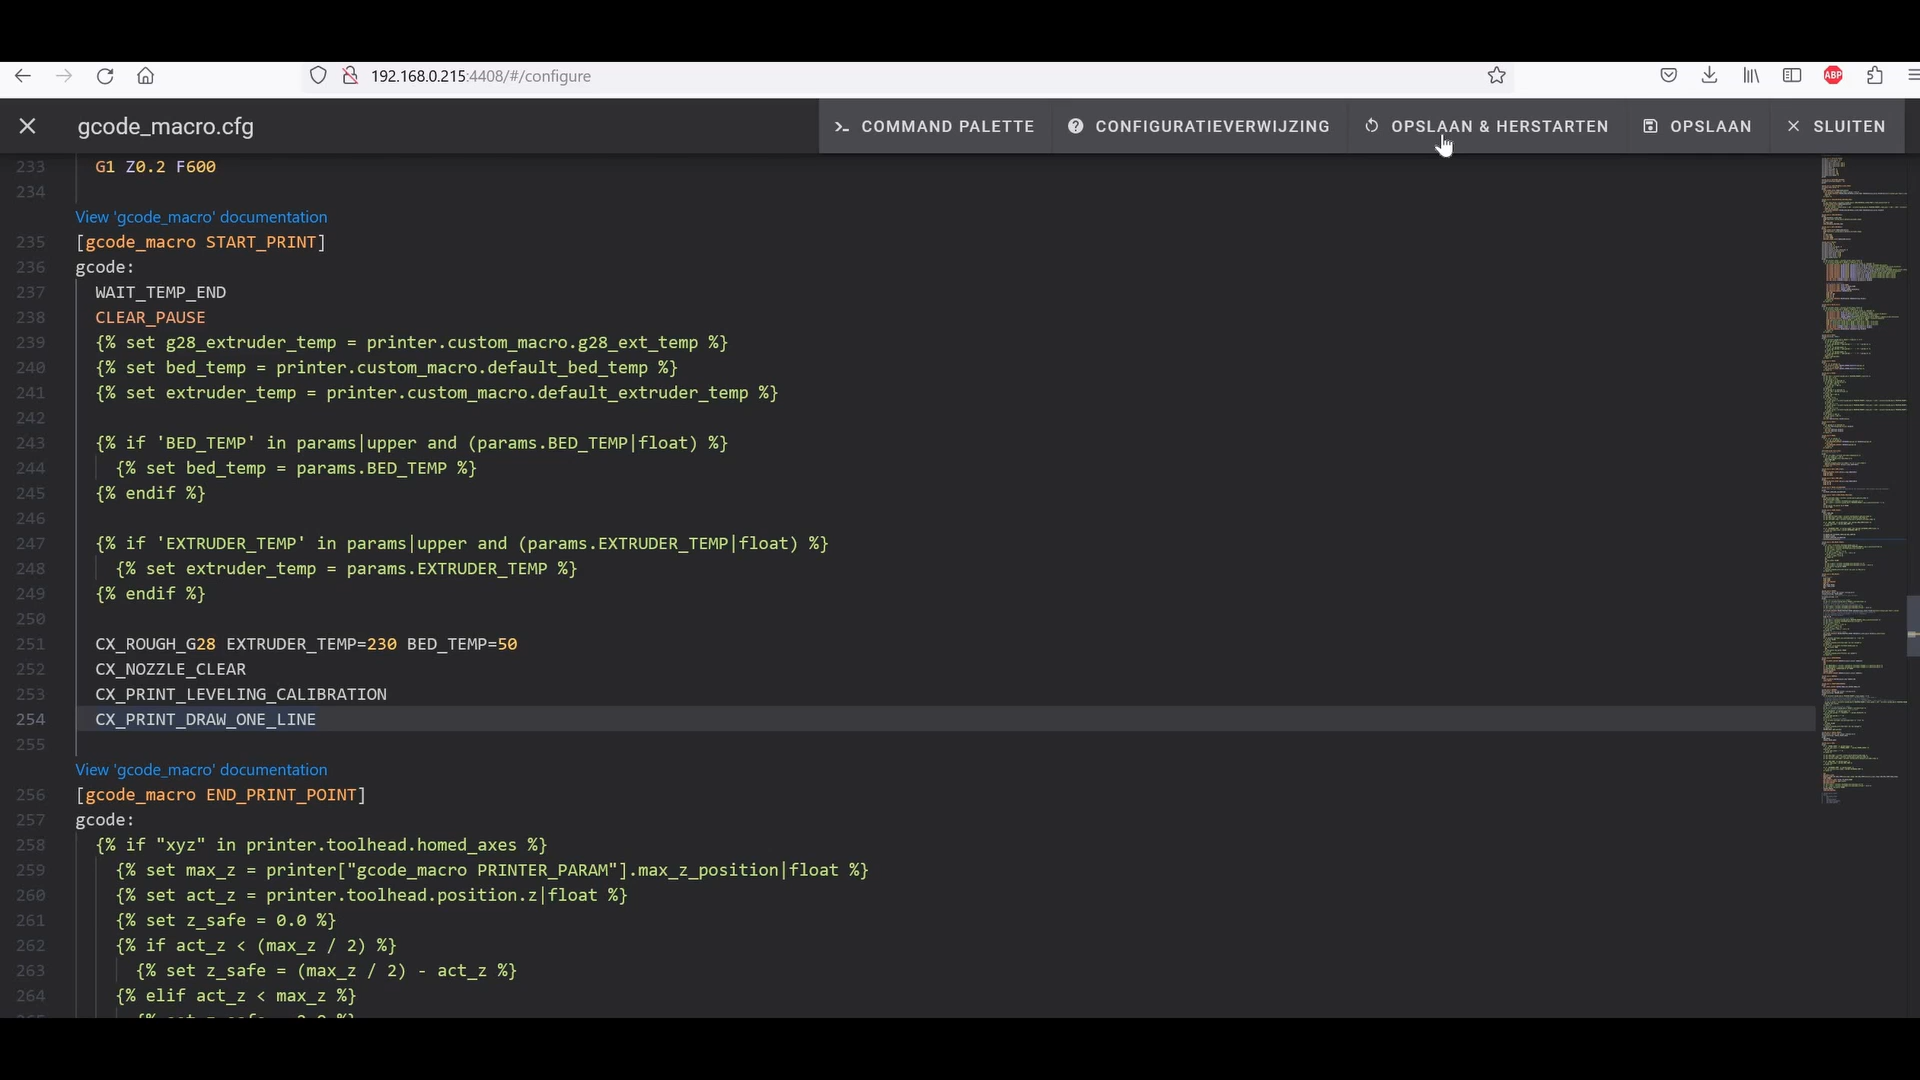 192.168.0.215:4408/#/configure
ABP
gcode_macro.cfg
COMMAND PALETTE
CONFIGURATIEVERWIJZING
OPSLAAN & HERSTARTEN
OPSLAAN
SLUITEN
233 G1 Z0.2 F600
234
View 'gcode_macro' documentation
235 [gcode_macro START_PRINT]
236 gcode:
237 WAIT_TEMP_END
238 CLEAR_PAUSE
239 {% set g28_extruder_temp = printer.custom_macro.g28_ext_temp %}
240 {% set bed_temp = printer.custom_macro.default_bed_temp %}
241 {% set extruder_temp = printer.custom_macro.default_extruder_temp %}
242
243 {% if 'BED_TEMP' in params|upper and (params.BED_TEMP|float) %}
244 {% set bed_temp = params.BED_TEMP %}
245 {% endif %}
246
247 {% if 'EXTRUDER_TEMP' in params|upper and (params.EXTRUDER_TEMP|float) %}
248 {% set extruder_temp = params.EXTRUDER_TEMP %}
249 {% endif %}
250
251 CX_ROUGH_G28 EXTRUDER_TEMP=230 BED_TEMP=50
252 CX_NOZZLE_CLEAR
253 CX_PRINT_LEVELING_CALIBRATION
254 CX_PRINT_DRAW_ONE_LINE
255
View 'gcode_macro' documentation
256 [gcode_macro END_PRINT_POINT]
257 gcode:
258 {% if "xyz" in printer.toolhead.homed_axes %}
259 {% set max_z = printer["gcode_macro PRINTER_PARAM"].max_z_position|float %}
260 {% set act_z = printer.toolhead.position.z|float %}
261 {% set z_safe = 0.0 %}
262 {% if act_z < (max_z / 2) %}
263 {% set z_safe = (max_z / 2) - act_z %}
264 {% elif act_z < max_z %}